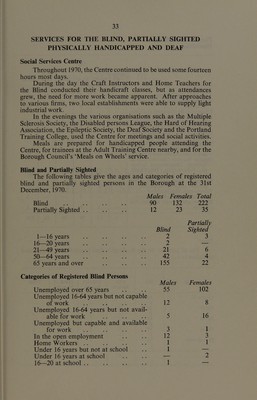 33
SERVICES FOR THE BLIND, PARTIALLY SIGHTED
PHYSICALLY HANDICAPPED AND DEAF
Social Services Centre
Throughout 1970, the Centre continued to be used some fourteen
hours most days.
During the day the Craft Instructors and Home Teachers for
the Blind conducted their handicraft classes, but as attendances
grew, the need for more work became apparent. After approaches
to various firms, two local establishments were able to supply light
industrial work.
In the evenings the various organisations such as the Multiple
Sclerosis Society, the Disabled persons League, the Hard of Hearing
Association, the Epileptic Society, the Deaf Society and the Portland
Training College, used the Centre for meetings and social activities.
Meals are prepared for handicapped people attending the
Centre, for trainees at the Adult Training Centre nearby, and for the
Borough Council's 'Meals on Wheels' service.
Blind and Partially Sighted
The following tables give the ages and categories of registered
blind and partially sighted persons in the Borough at the 31st
December, 1970.
Males Females Total
Blind .. .. .. .. 90 132 222
Partially Sighted .. .. .. 12 23 35
Partially
Blind Sighted
1—16 years .. .. .. .. 2 3
16—20 years .. .. .. .. 2 —
21—49 years .. .. .. .. 21 6
50—64 years .. .. .. .. 42 4
65 years and over .. .. .. 155 22
Categories of Registered Blind Persons
Males Females
Unemployed over 65 years .. .. 55 102
Unemployed 16-64 years but not capable
of work .. .. .. .. 12 8
Unemployed 16-64 years but not avail-
able for work .. .. .. 5 16
Unemployed but capable and available
for work .. .. .. .. 3 1
In the open employment .. .. 12 3
Home Workers .. .. .. .. 1 1
Under 16 years but not at school .. 1 —
Under 16 years at school .. .. — 2
16—20 at school .. .. .. .. 1 —